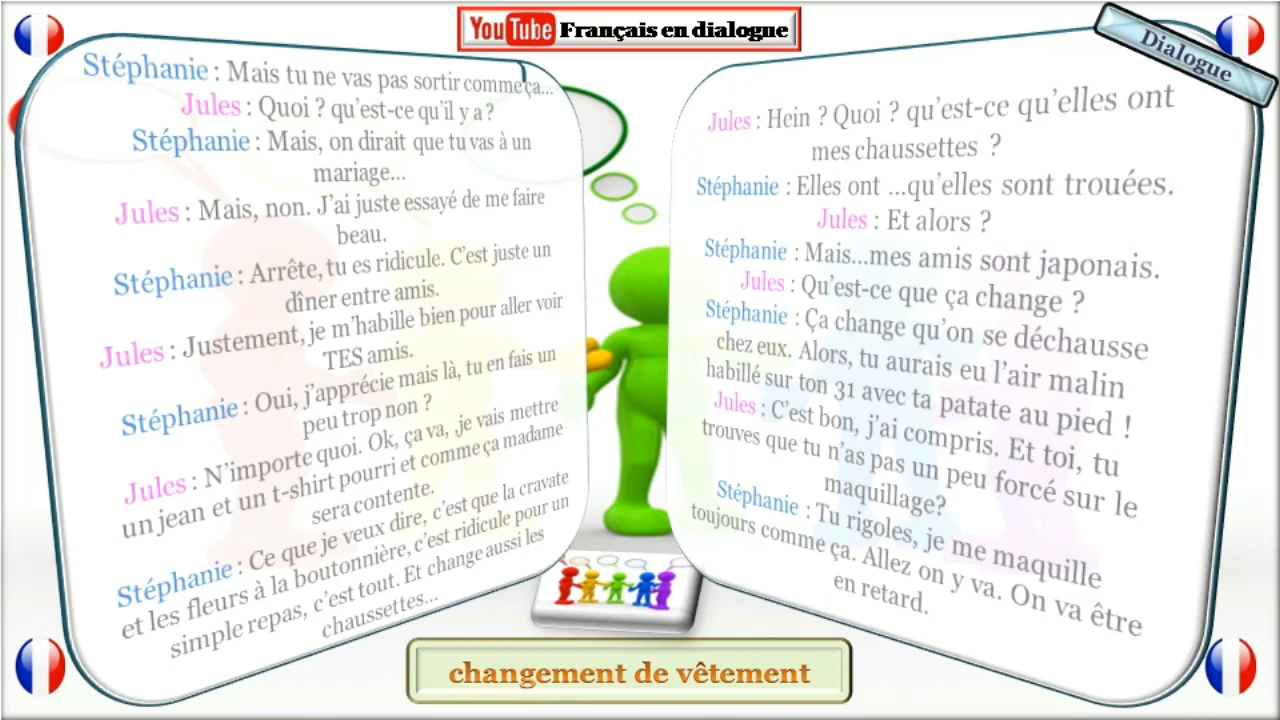 YouTube Français en dialogue
Dialogue
Stéphanie : Mais tu ne vas pas sortir comme ça...
Jules : Quoi ? qu'est-ce qu'il y a ?
Stéphanie : Mais, on dirait que tu vas à un
mariage...
Jules : Mais, non. J'ai juste essayé de me faire
beau.
Stéphanie : Arrête, tu es ridicule. C'est juste un
dîner entre amis.
Jules : Justement, je m'habille bien pour aller voir
TES amis.
Stéphanie : Oui, j'apprécie mais là, tu en fais un
peu trop non ?
Jules : N'importe quoi. Ok, ça va, je vais mettre
un jean et un t-shirt pourri et comme ça madame
sera contente.
Stéphanie : Ce que je veux dire, c'est que la cravate
et les fleurs à la boutonnière, c'est ridicule pour un
simple repas, c'est tout. Et change aussi les
chaussettes...
Jules : Hein ? Quoi ? qu'est-ce qu'elles ont
mes chaussettes ?
Stéphanie : Elles ont ...qu'elles sont trouées.
Jules : Et alors ?
Stéphanie : Mais...mes amis sont japonais.
Jules : Qu'est-ce que ça change ?
Stéphanie : Ça change qu'on se déchausse
chez eux. Alors, tu aurais eu l'air malin
habillé sur ton 31 avec ta patate au pied !
Jules : C'est bon, j'ai compris. Et toi, tu
trouves que tu n'as pas un peu forcé sur le
maquillage?
Stéphanie : Tu rigoles, je me maquille
toujours comme ça. Allez on y va. On va être
en retard.
changement de vêtement